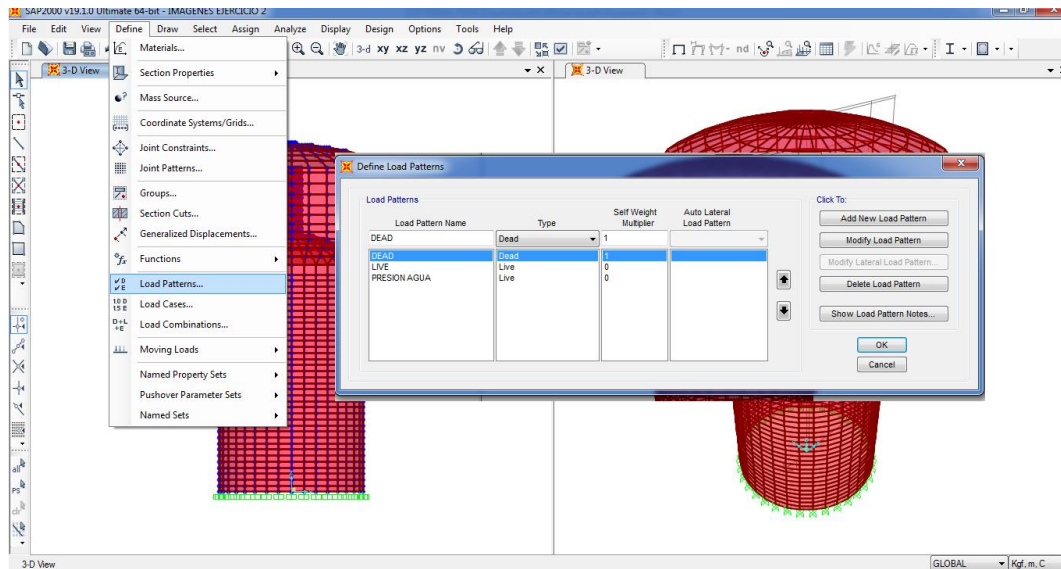 SAP2000 v19.1.0 Ultimate 64-bit - IMAGENES EJERCICIO 2
File Edit View Define Draw Select Assign Analyze Display Design Options Tools Help
3-d xy xz yz nv nd
3-D View
3-D View
Materials...
Section Properties
Mass Source...
Coordinate Systems/Grids...
Joint Constraints...
Joint Patterns...
Groups...
Section Cuts...
Generalized Displacements...
Functions
Load Patterns...
Load Cases...
Load Combinations...
Moving Loads
Named Property Sets
Pushover Parameter Sets
Named Sets
Define Load Patterns
Load Patterns
Click To:
Load Pattern Name Type Self Weight Multiplier Auto Lateral Load Pattern
DEAD Dead 1
DEAD Dead 1
LIVE Live 0
PRESION AGUA Live 0
Add New Load Pattern
Modify Load Pattern
Modify Lateral Load Pattern...
Delete Load Pattern
Show Load Pattern Notes...
OK
Cancel
all
PS
clr
3-D View
GLOBAL Kgf, m, C